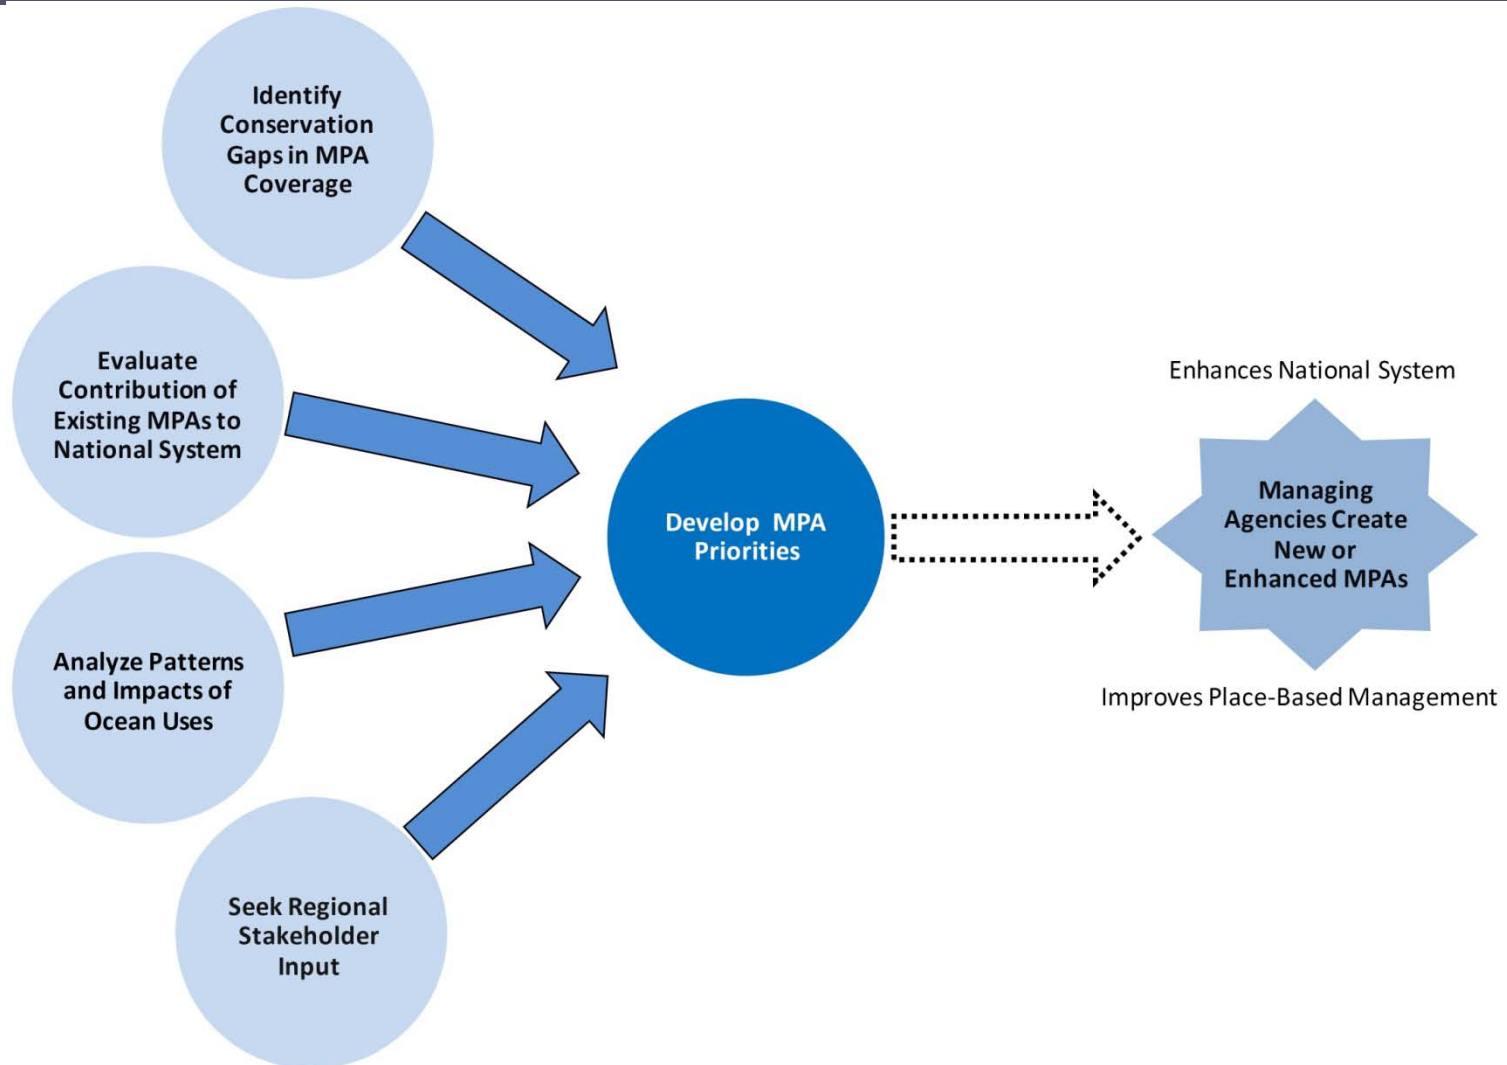 Identify
Conservation
Gaps in MPA
Coverage
Evaluate
Contribution of
Existing MPAs to
National System
Analyze Patterns
and Impacts of
Ocean Uses
Seek Regional
Stakeholder
Input
Develop MPA
Priorities
Enhances National System
Managing
Agencies Create
New or
Enhanced MPAs
Improves Place-Based Management